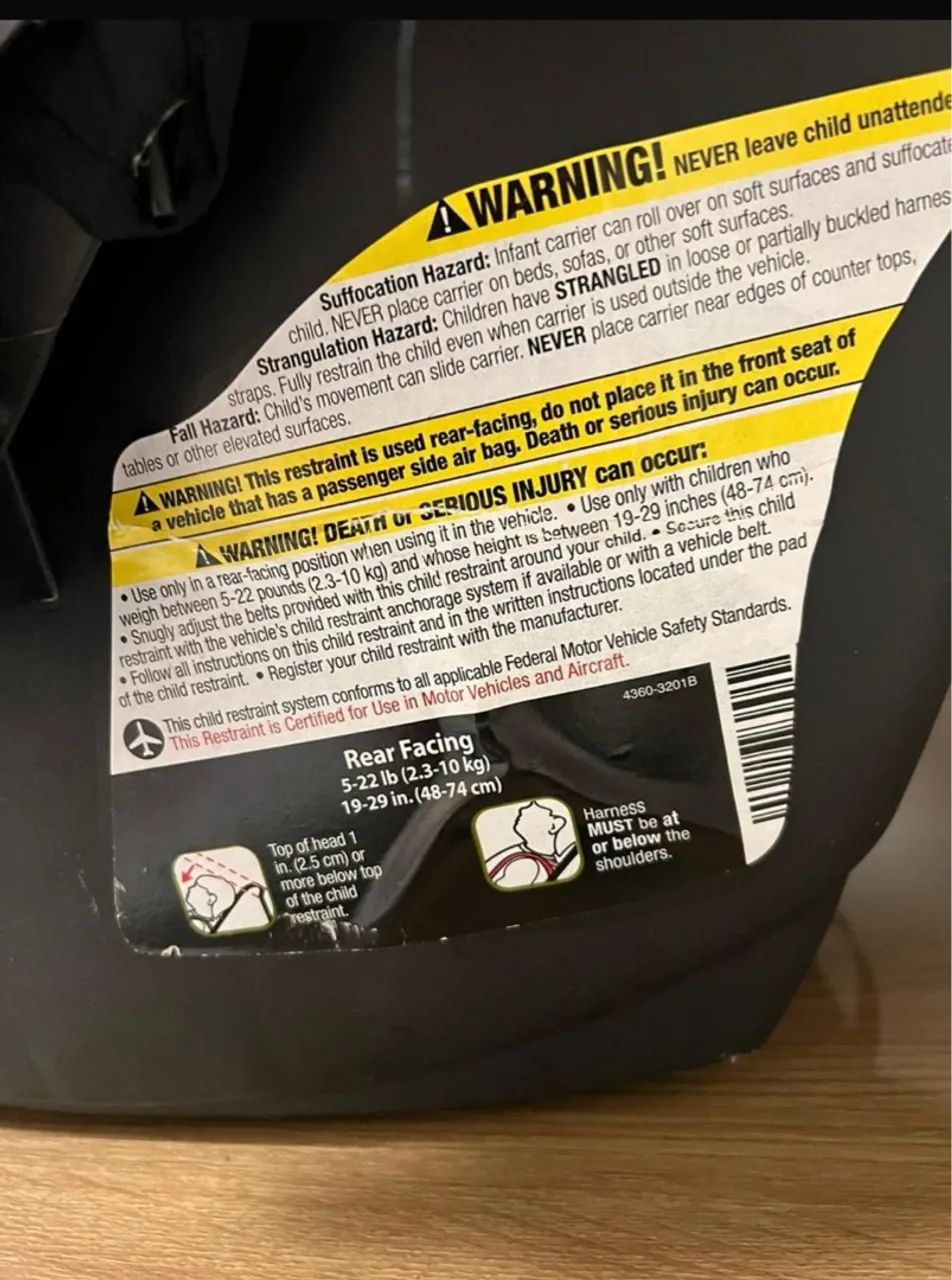 WARNING! NEVER leave child unattende
Suffocation Hazard: Infant carrier can roll over on soft surfaces and suffocate
child. NEVER place carrier on beds, sofas, or other soft surfaces.
Strangulation Hazard: Children have STRANGLED in loose or partially buckled harnes
straps. Fully restrain the child even when carrier is used outside the vehicle.
Fall Hazard: Child's movement can slide carrier. NEVER place carrier near edges of counter tops,
tables or other elevated surfaces.
WARNING! This restraint is used rear-facing, do not place it in the front seat of
a vehicle that has a passenger side air bag. Death or serious injury can occur.
WARNING! DEATH or SERIOUS INJURY can occur:
• Use only in a rear-facing position when using it in the vehicle. • Use only with children who
weigh between 5-22 pounds (2.3-10 kg) and whose height is between 19-29 inches (48-74 cm).
• Snugly adjust the belts provided with this child restraint around your child. • Secure this child
restraint with the vehicle's child restraint anchorage system if available or with a vehicle belt.
• Follow all instructions on this child restraint and in the written instructions located under the pad
of the child restraint. • Register your child restraint with the manufacturer.
This child restraint system conforms to all applicable Federal Motor Vehicle Safety Standards.
This Restraint is Certified for Use in Motor Vehicles and Aircraft.
4360-3201B
Rear Facing
5-22 lb (2.3-10 kg)
19-29 in. (48-74 cm)
Top of head 1
in. (2.5 cm) or
more below top
of the child
restraint.
Harness
MUST be at
or below the
shoulders.